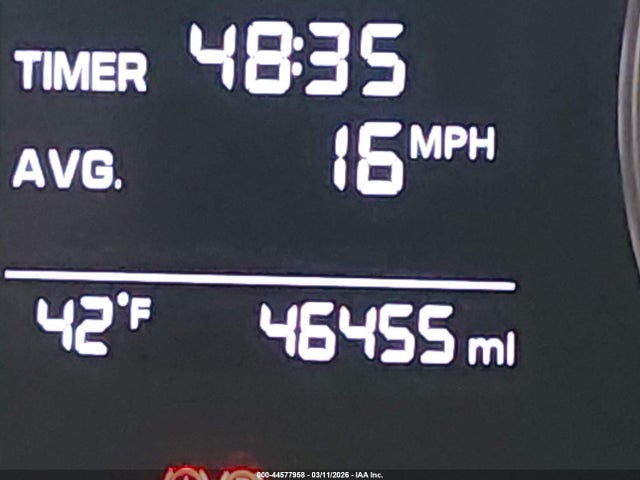 TIMER 48:35
AVG. 16 MPH
42°F 46455 mi
000-44577958 - 03/11/2026 - IAA Inc.